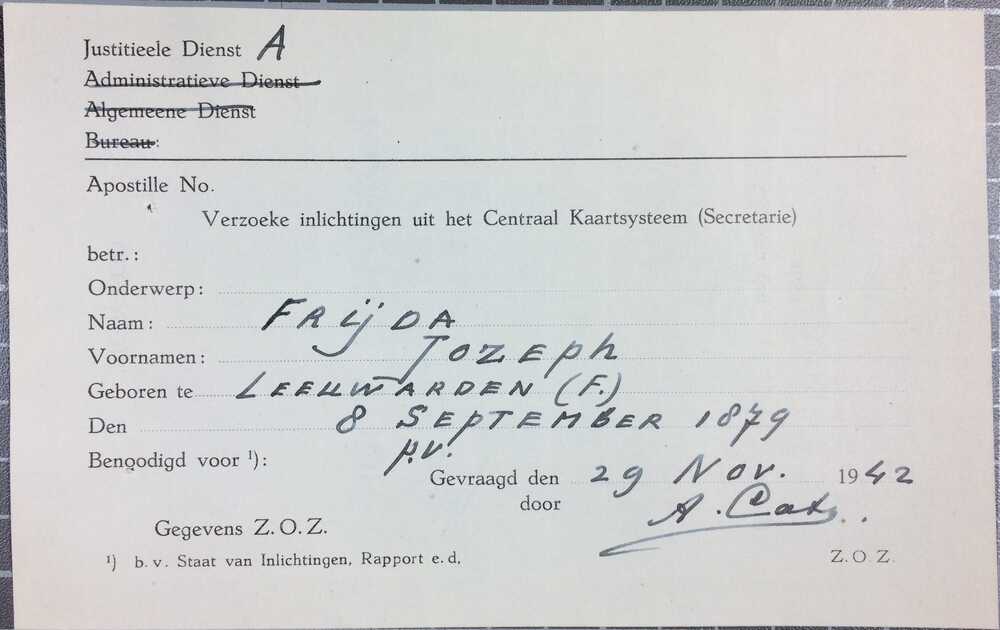 Justitieele Dienst A
Administratieve Dienst
Algemeene Dienst
Bureau:
Apostille No.
Verzoeke inlichtingen uit het Centraal Kaartsysteem (Secretarie)
betr.:
Onderwerp:
Naam: FRIJDA
Voornamen: JOZEPH
Geboren te LEEUWARDEN (F.)
Den 8 SEPTEMBER 1879
Benoodigd voor ¹): p.v.
Gevraagd den 29 Nov. 1942
door A. Cat
Gegevens Z.O.Z.
¹) b.v. Staat van Inlichtingen, Rapport e.d.
Z.O.Z.